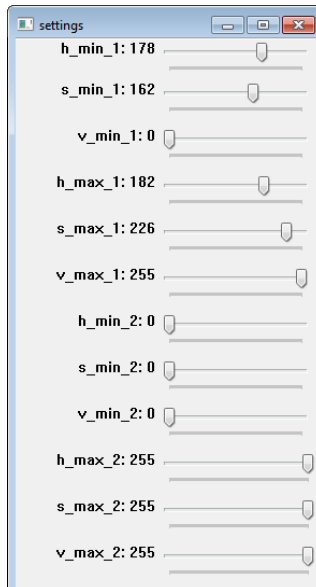 settings
h_min_1: 178
s_min_1: 162
v_min_1: 0
h_max_1: 182
s_max_1: 226
v_max_1: 255
h_min_2: 0
s_min_2: 0
v_min_2: 0
h_max_2: 255
s_max_2: 255
v_max_2: 255